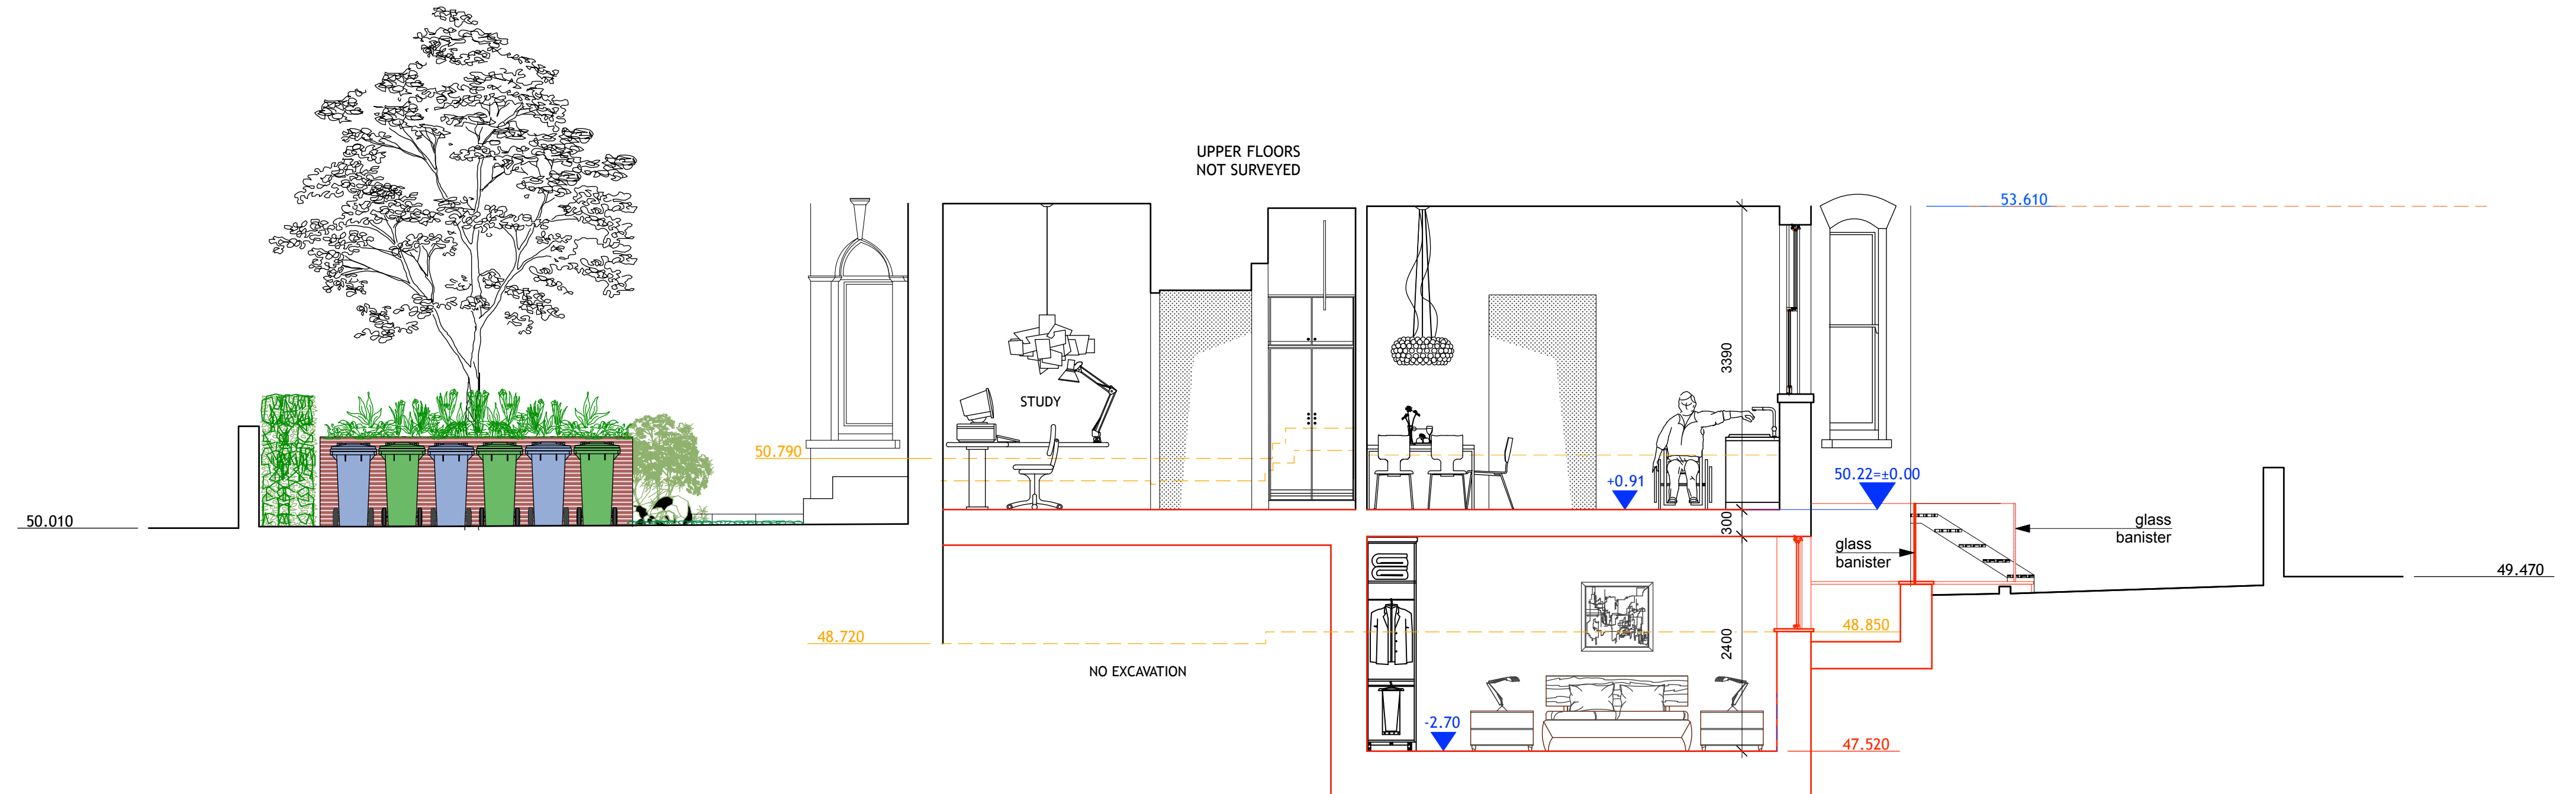 UPPER FLOORS
NOT SURVEYED
53.610
3390
STUDY
50.790
+0.91
50.22=±0.00
50.010
300
glass
banister
glass
banister
49.470
48.720
48.850
2400
NO EXCAVATION
-2.70
47.520